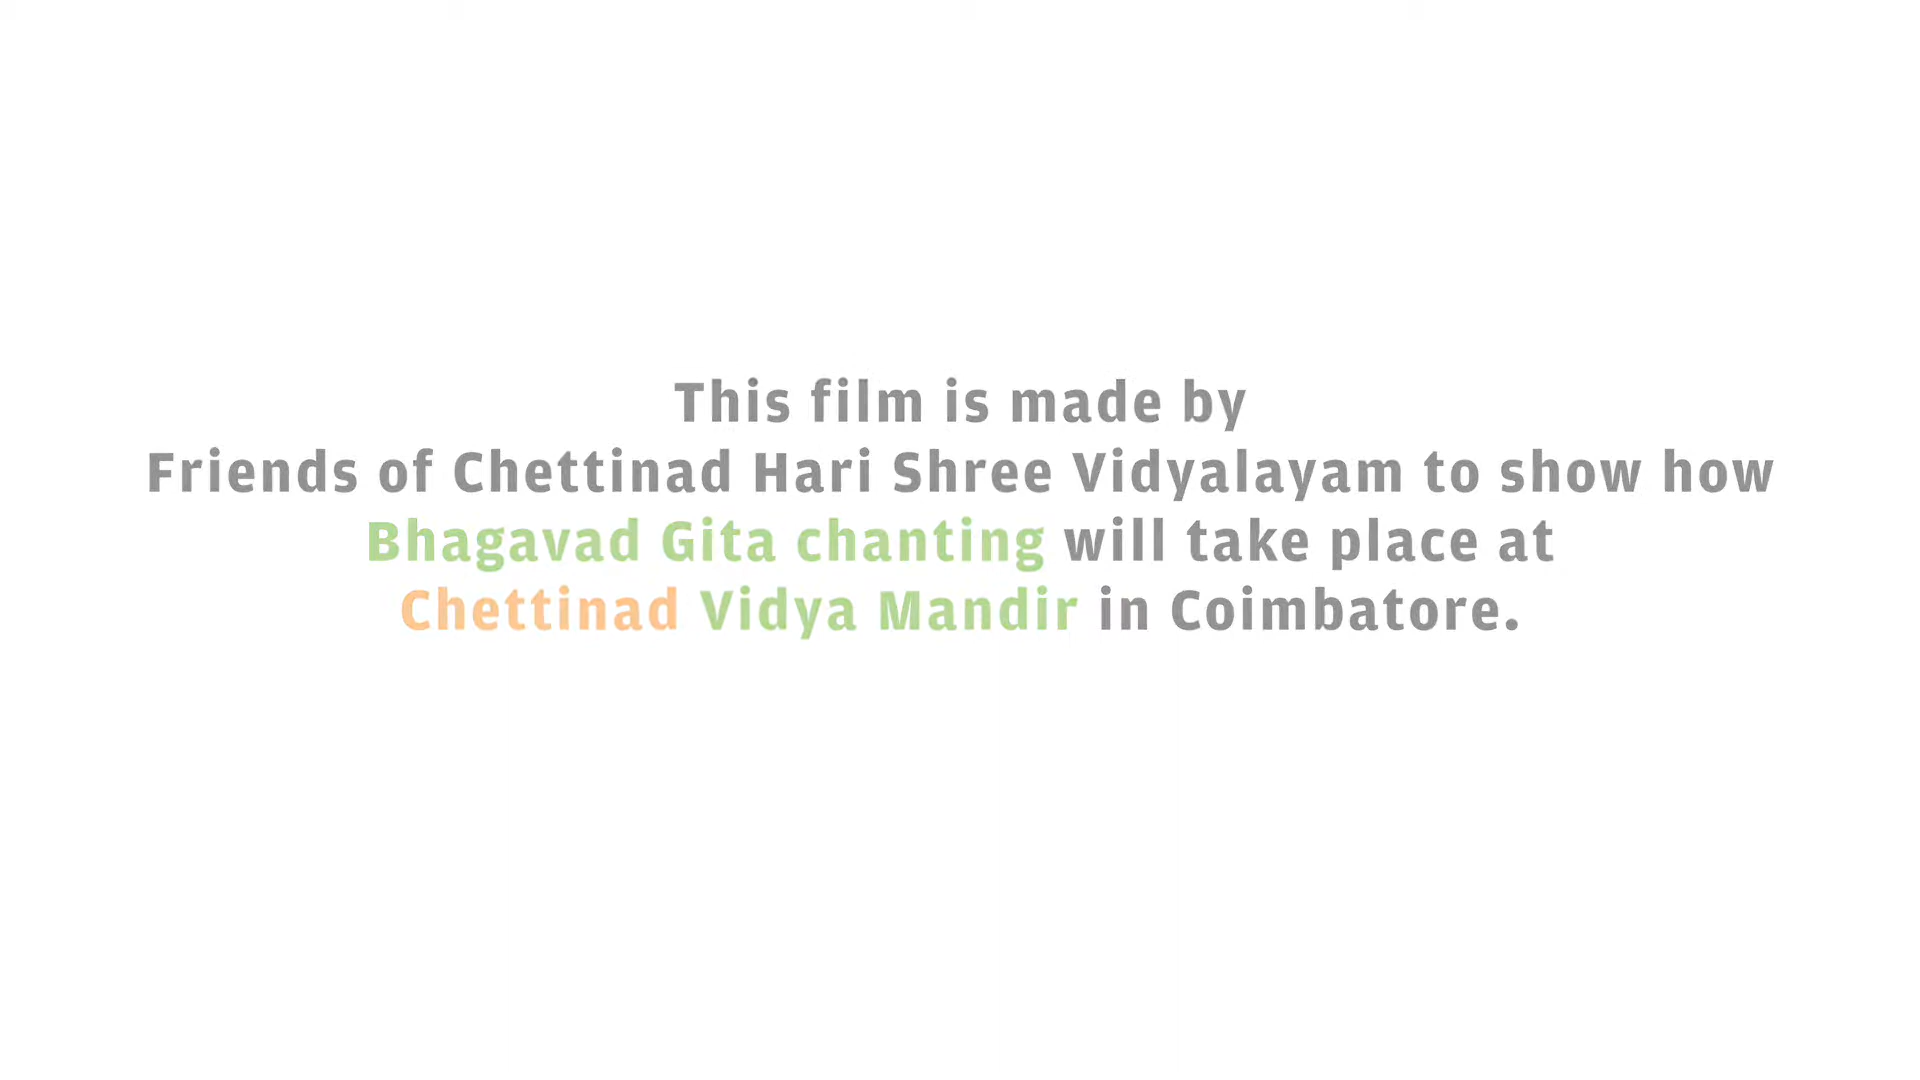 This film is made by
Friends of Chettinad Hari Shree Vidyalayam to show how
Bhagavad Gita chanting will take place at
Chettinad Vidya Mandir in Coimbatore.